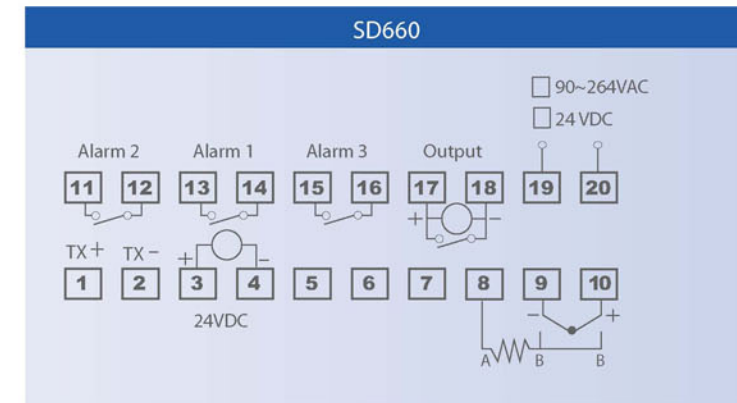 SD660
90~264VAC
24 VDC
Alarm 2 Alarm 1 Alarm 3 Output
11 12 13 14 15 16 17 18 19 20
+ −
TX+ TX− + −
1 2 3 4 5 6 7 8 9 10
24VDC − +
A B B